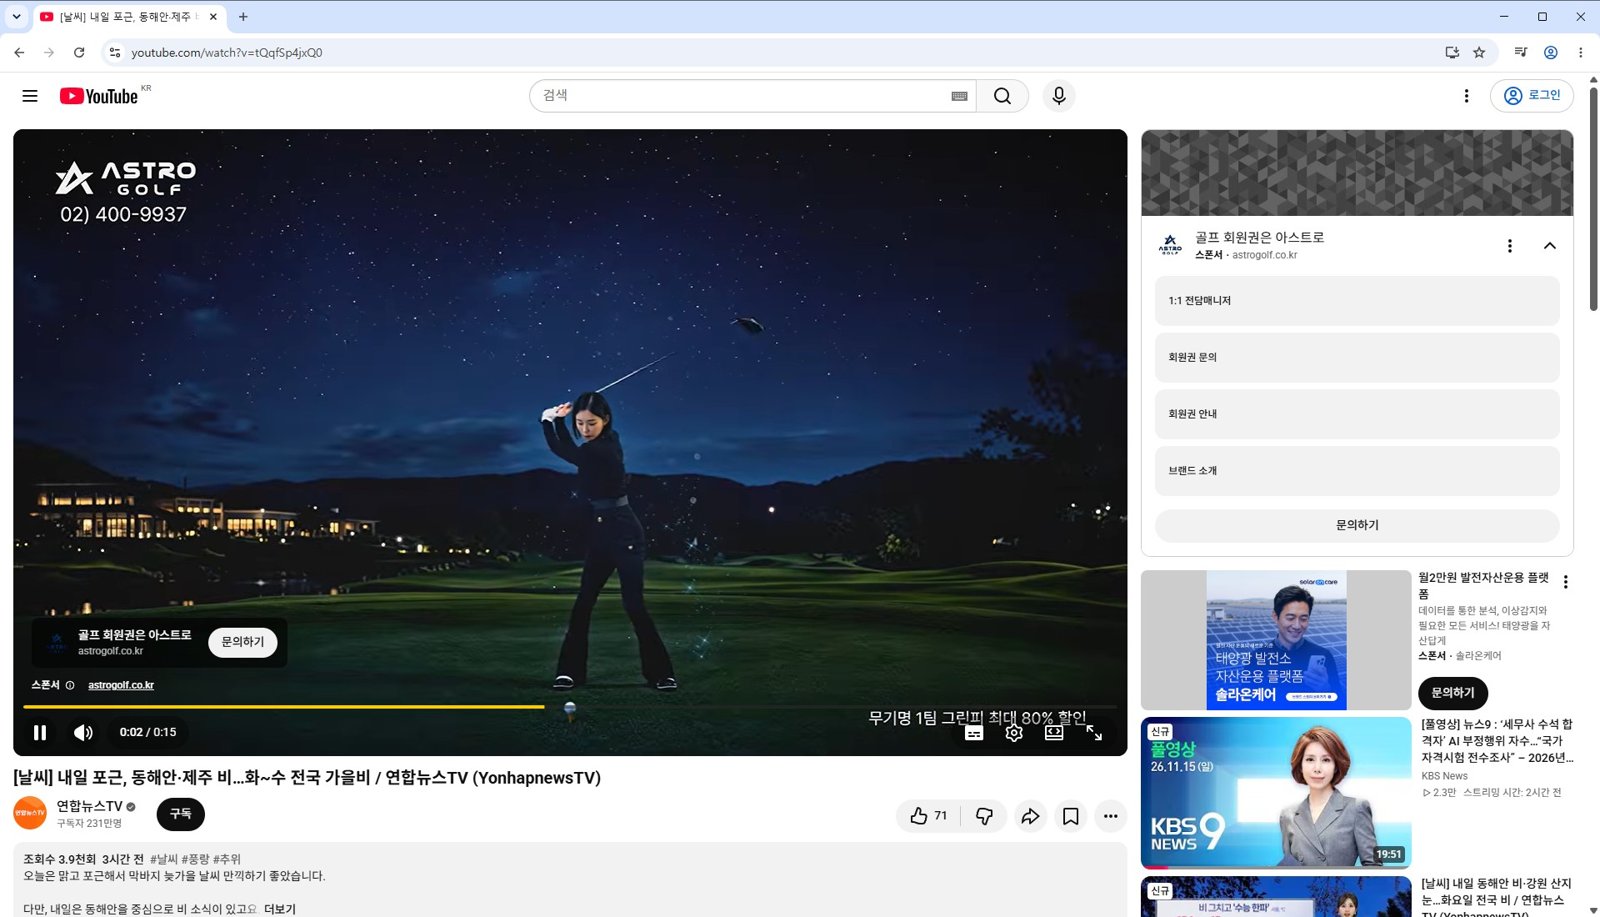 [날씨] 내일 포근, 동해안·제주
youtube.com/watch?v=tQqfSp4jxQ0
YouTube KR
검색
로그인
ASTRO
GOLF
02) 400-9937
골프 회원권은 아스트로
astrogolf.co.kr
문의하기
스폰서
astrogolf.co.kr
무기명 1팀 그린피 최대 80% 할인
0:02 / 0:15
[날씨] 내일 포근, 동해안·제주 비…화~수 전국 가을비 / 연합뉴스TV (YonhapnewsTV)
연합뉴스TV
연합뉴스TV
구독자 231만명
구독
71
조회수 3.9천회 3시간 전 #날씨 #풍랑 #추위
오늘은 맑고 포근해서 막바지 늦가을 날씨 만끽하기 좋았습니다.
다만, 내일은 동해안을 중심으로 비 소식이 있고요 더보기
ASTRO
GOLF
골프 회원권은 아스트로
스폰서 · astrogolf.co.kr
1:1 전담매니저
회원권 문의
회원권 안내
브랜드 소개
문의하기
solaroncare
태양광 발전소
자산운용 플랫폼
솔라온케어
월2만원 발전자산운용 플랫
폼
데이터를 통한 분석, 이상감지와
필요한 모든 서비스! 태양광을 자
산답게
스폰서 · 솔라온케어
문의하기
신규
풀영상
26.11.15 (일)
KBS
NEWS 9
19:51
[풀영상] 뉴스9 : ‘세무사 수석 합
격자’ AI 부정행위 자수…“국가
자격시험 전수조사” – 2026년…
KBS News
2.3만 스트리밍 시간: 2시간 전
신규
비 그치고 '수능 한파'
[날씨] 내일 동해안 비·강원 산지
눈…화요일 전국 비 / 연합뉴스
TV (YonhapnewsTV)